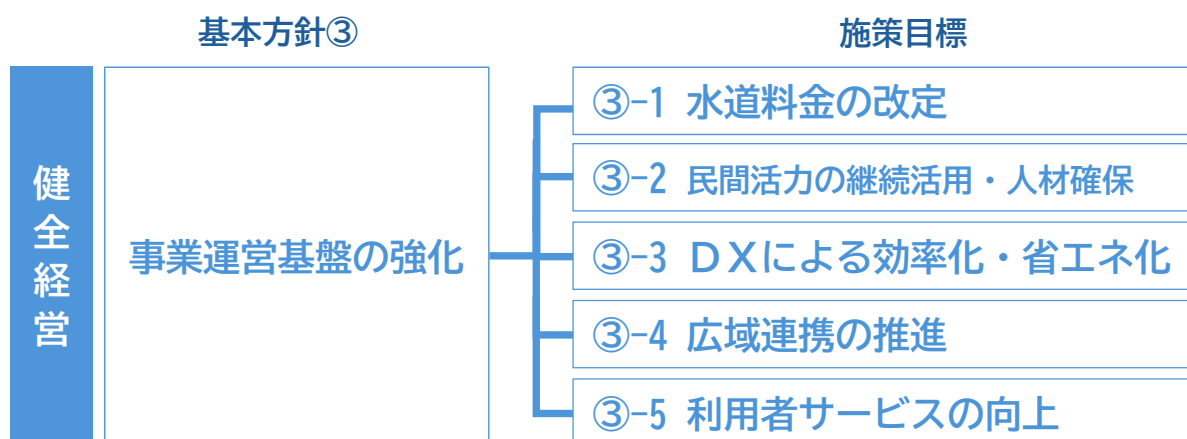 基本方針③
施策目標
健全経営
事業運営基盤の強化
③-1 水道料金の改定
③-2 民間活力の継続活用・人材確保
③-3 ＤＸによる効率化・省エネ化
③-4 広域連携の推進
③-5 利用者サービスの向上